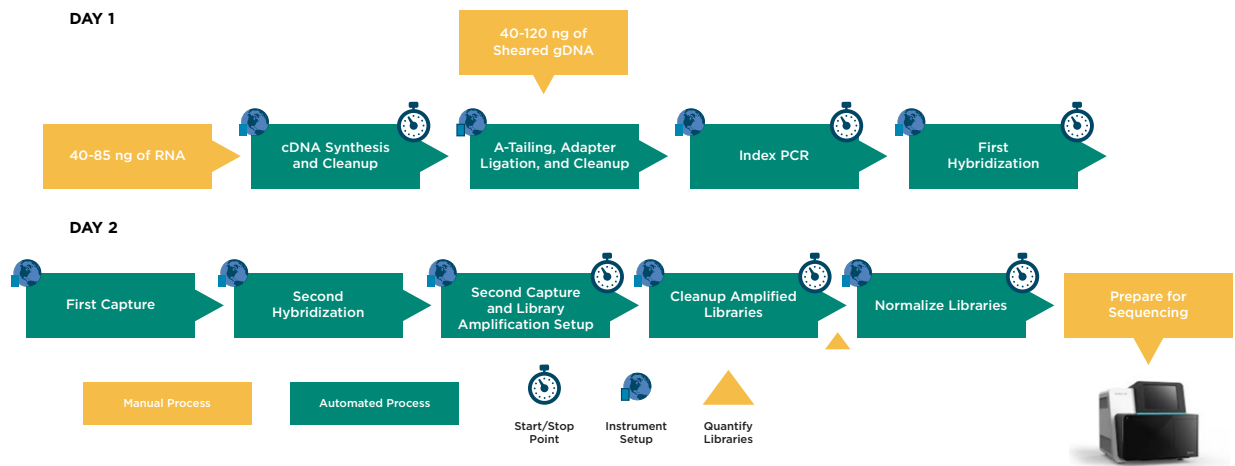 DAY 1
40-120 ng of
Sheared gDNA
40-85 ng of RNA
cDNA Synthesis
and Cleanup
A-Tailing, Adapter
Ligation, and Cleanup
Index PCR
First
Hybridization
DAY 2
First Capture
Second
Hybridization
Second Capture
and Library
Amplification Setup
Cleanup Amplified
Libraries
Normalize Libraries
Prepare for
Sequencing
Manual Process
Automated Process
Start/Stop
Point
Instrument
Setup
Quantify
Libraries